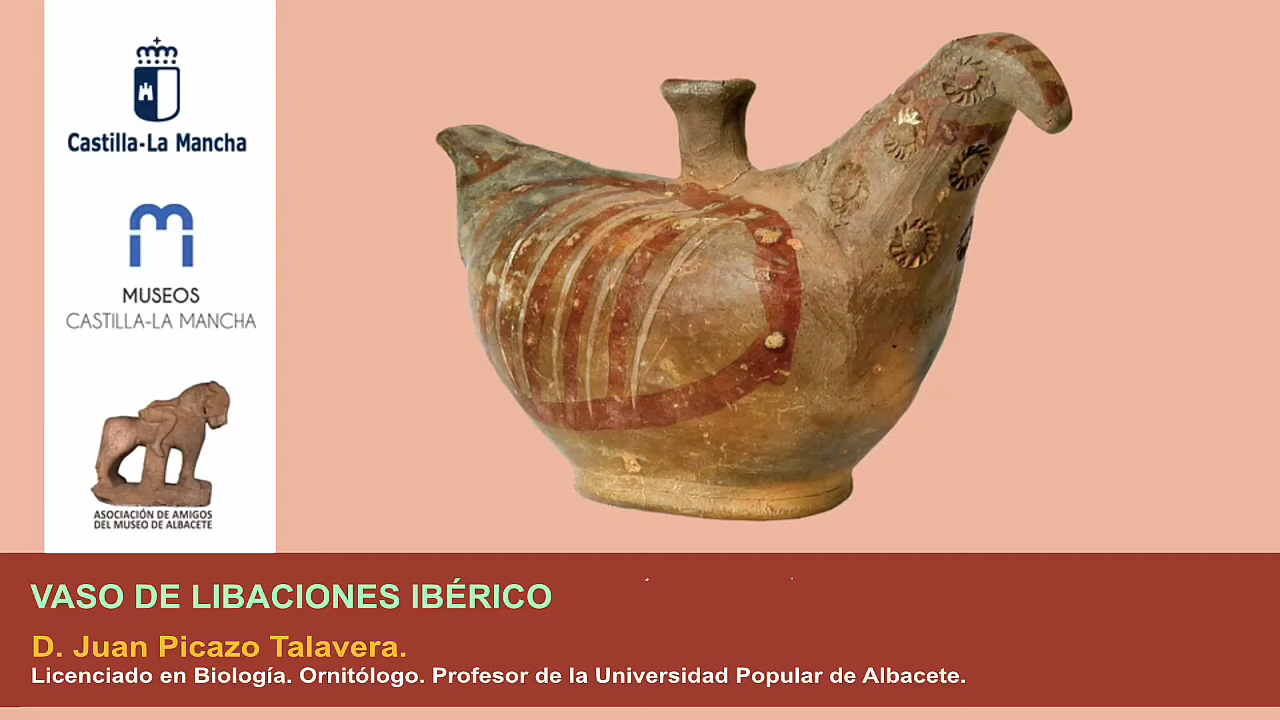 Castilla-La Mancha
MUSEOS
CASTILLA-LA MANCHA
ASOCIACIÓN DE AMIGOS
DEL MUSEO DE ALBACETE
VASO DE LIBACIONES IBÉRICO
D. Juan Picazo Talavera.
Licenciado en Biología. Ornitólogo. Profesor de la Universidad Popular de Albacete.